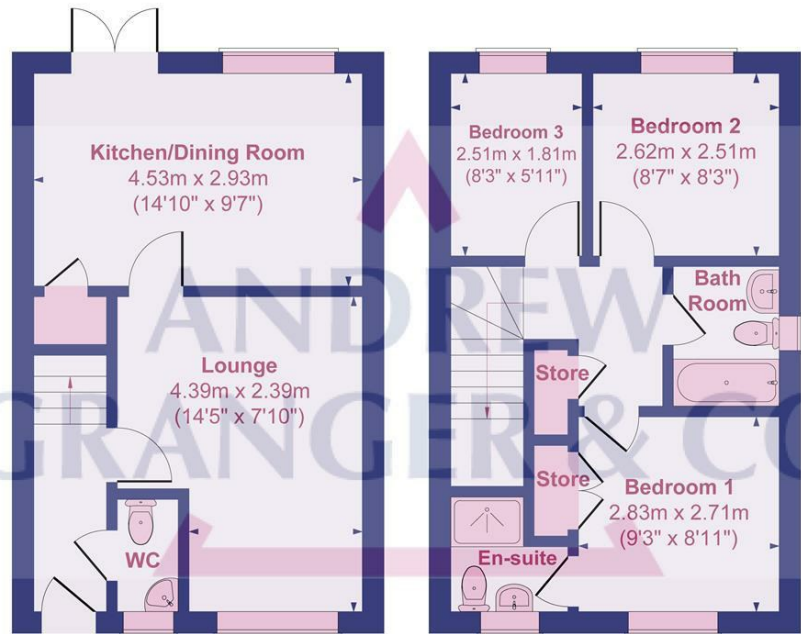 Kitchen/Dining Room
4.53m x 2.93m
(14'10" x 9'7")
Lounge
4.39m x 2.39m
(14'5" x 7'10")
WC
Bedroom 3
2.51m x 1.81m
(8'3" x 5'11")
Bedroom 2
2.62m x 2.51m
(8'7" x 8'3")
Bath
Room
Store
Store
Bedroom 1
2.83m x 2.71m
(9'3" x 8'11")
En-suite
ANDREW
GRANGER & CO